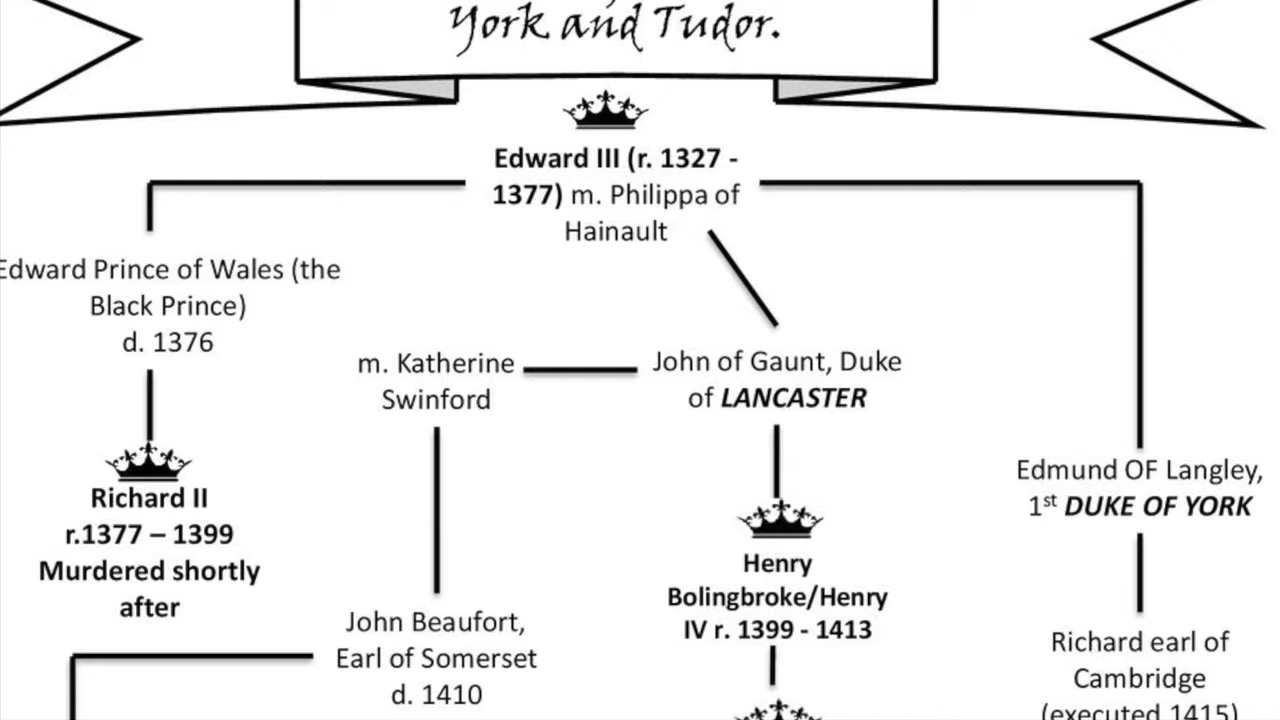 York and Tudor.
Edward III (r. 1327 -
1377) m. Philippa of
Hainault
Edward Prince of Wales (the
Black Prince)
d. 1376
m. Katherine
Swinford
John of Gaunt, Duke
of LANCASTER
Edmund OF Langley,
1st DUKE OF YORK
Richard II
r.1377 – 1399
Murdered shortly
after
Henry
Bolingbroke/Henry
IV r. 1399 - 1413
John Beaufort,
Earl of Somerset
d. 1410
Richard earl of
Cambridge
(executed 1415)